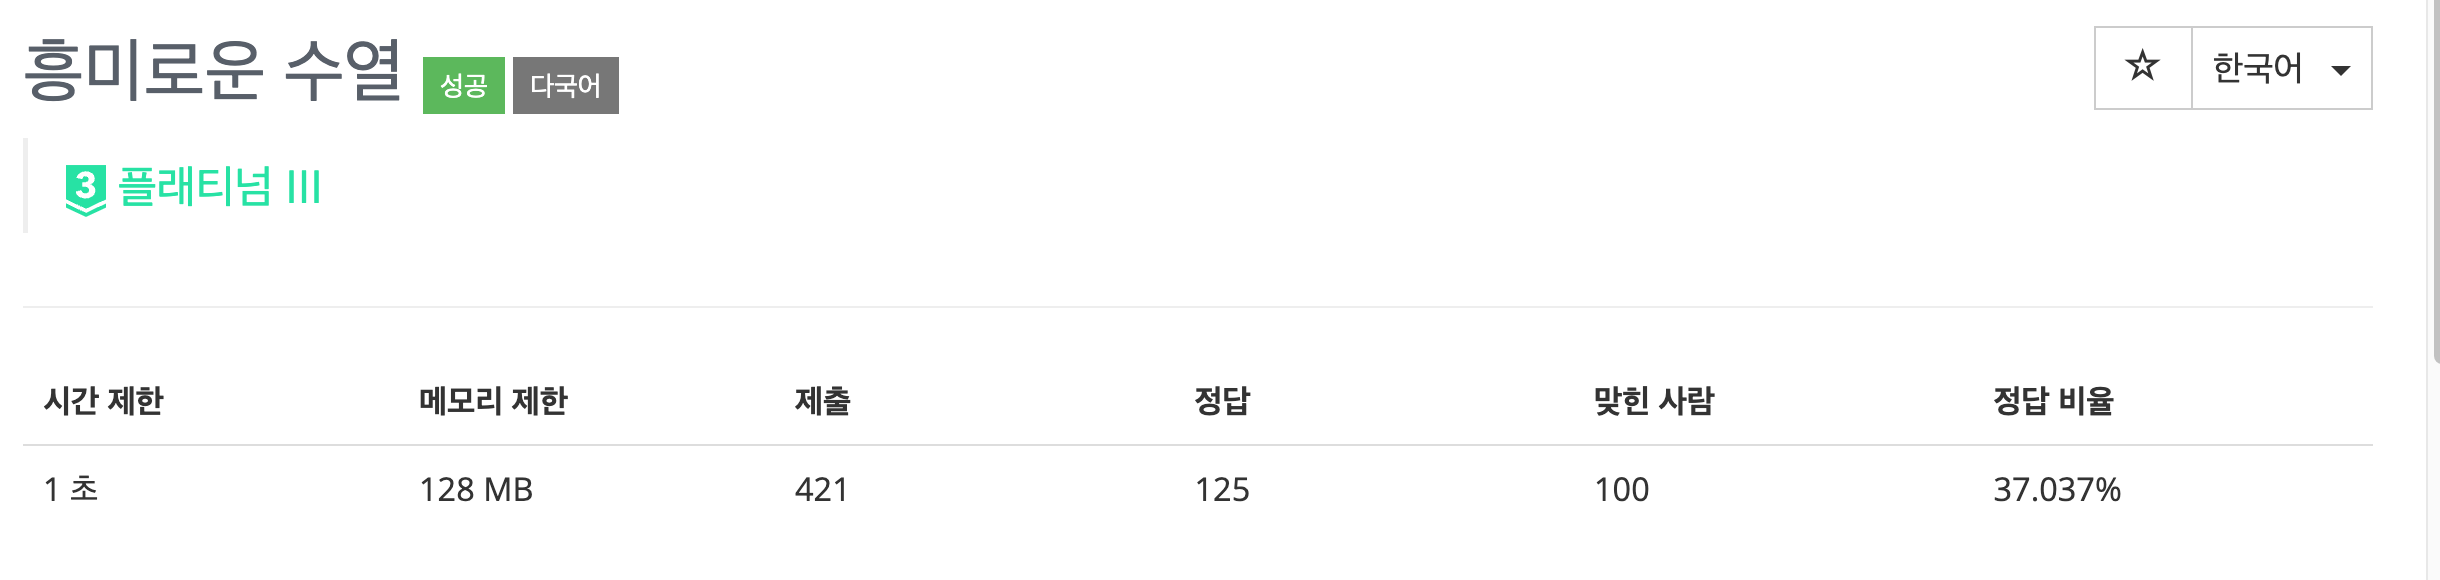 흥미로운 수열 성공 다국어
☆ 한국어
3 플래티넘 III
시간 제한 메모리 제한 제출 정답 맞힌 사람 정답 비율
1 초 128 MB 421 125 100 37.037%